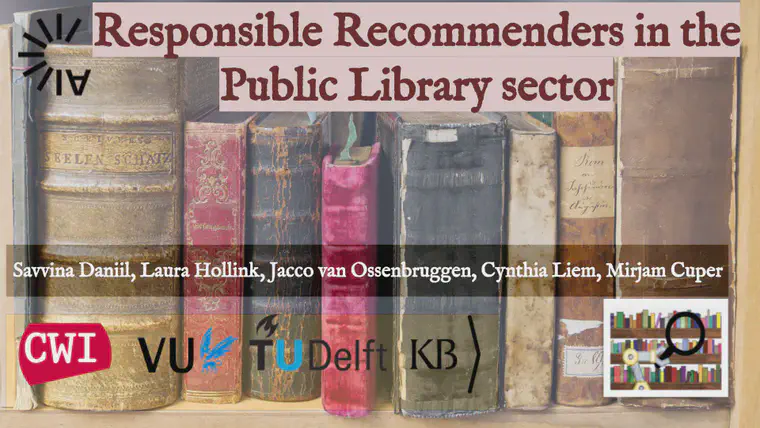 Responsible Recommenders in the
Public Library sector
AI
SEELEN SCHATZ
Savvina Daniil, Laura Hollink, Jacco van Ossenbruggen, Cynthia Liem, Mirjam Cuper
CWI
VU
TU Delft
KB